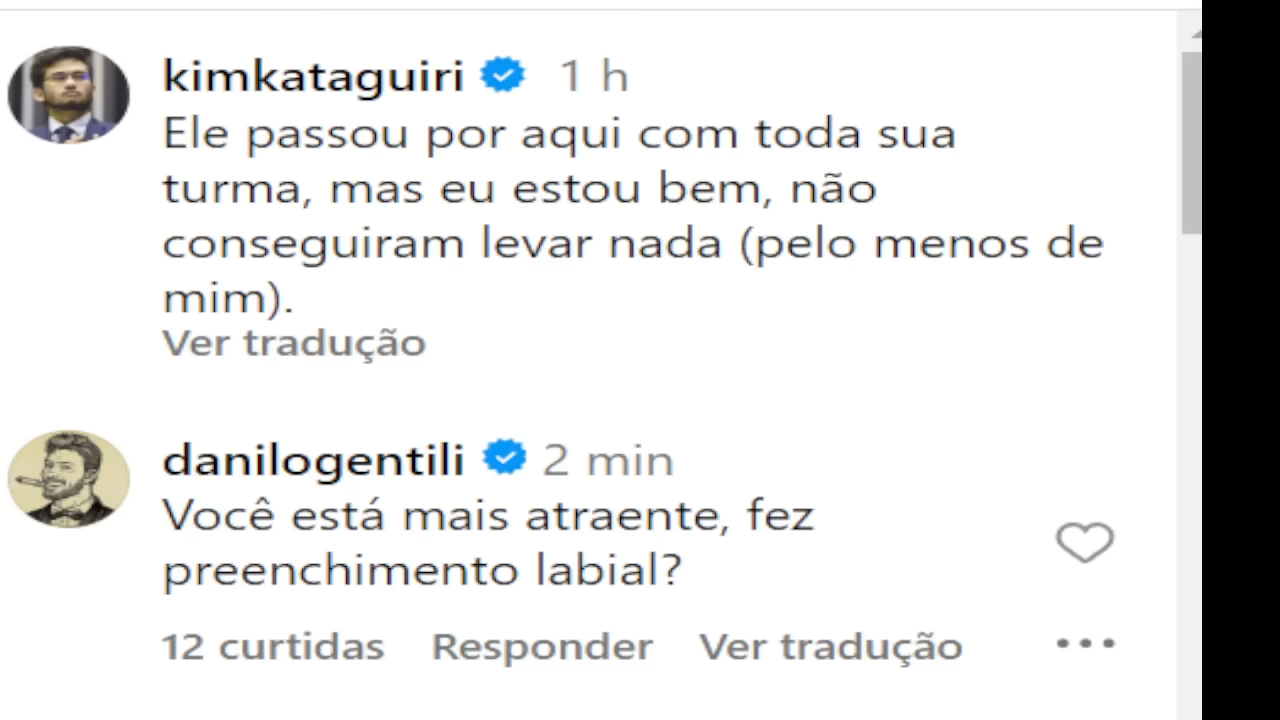 kimkataguiri 1 h
Ele passou por aqui com toda sua
turma, mas eu estou bem, não
conseguiram levar nada (pelo menos de
mim).
Ver tradução
danilogentili 2 min
Você está mais atraente, fez
preenchimento labial?
12 curtidas Responder Ver tradução